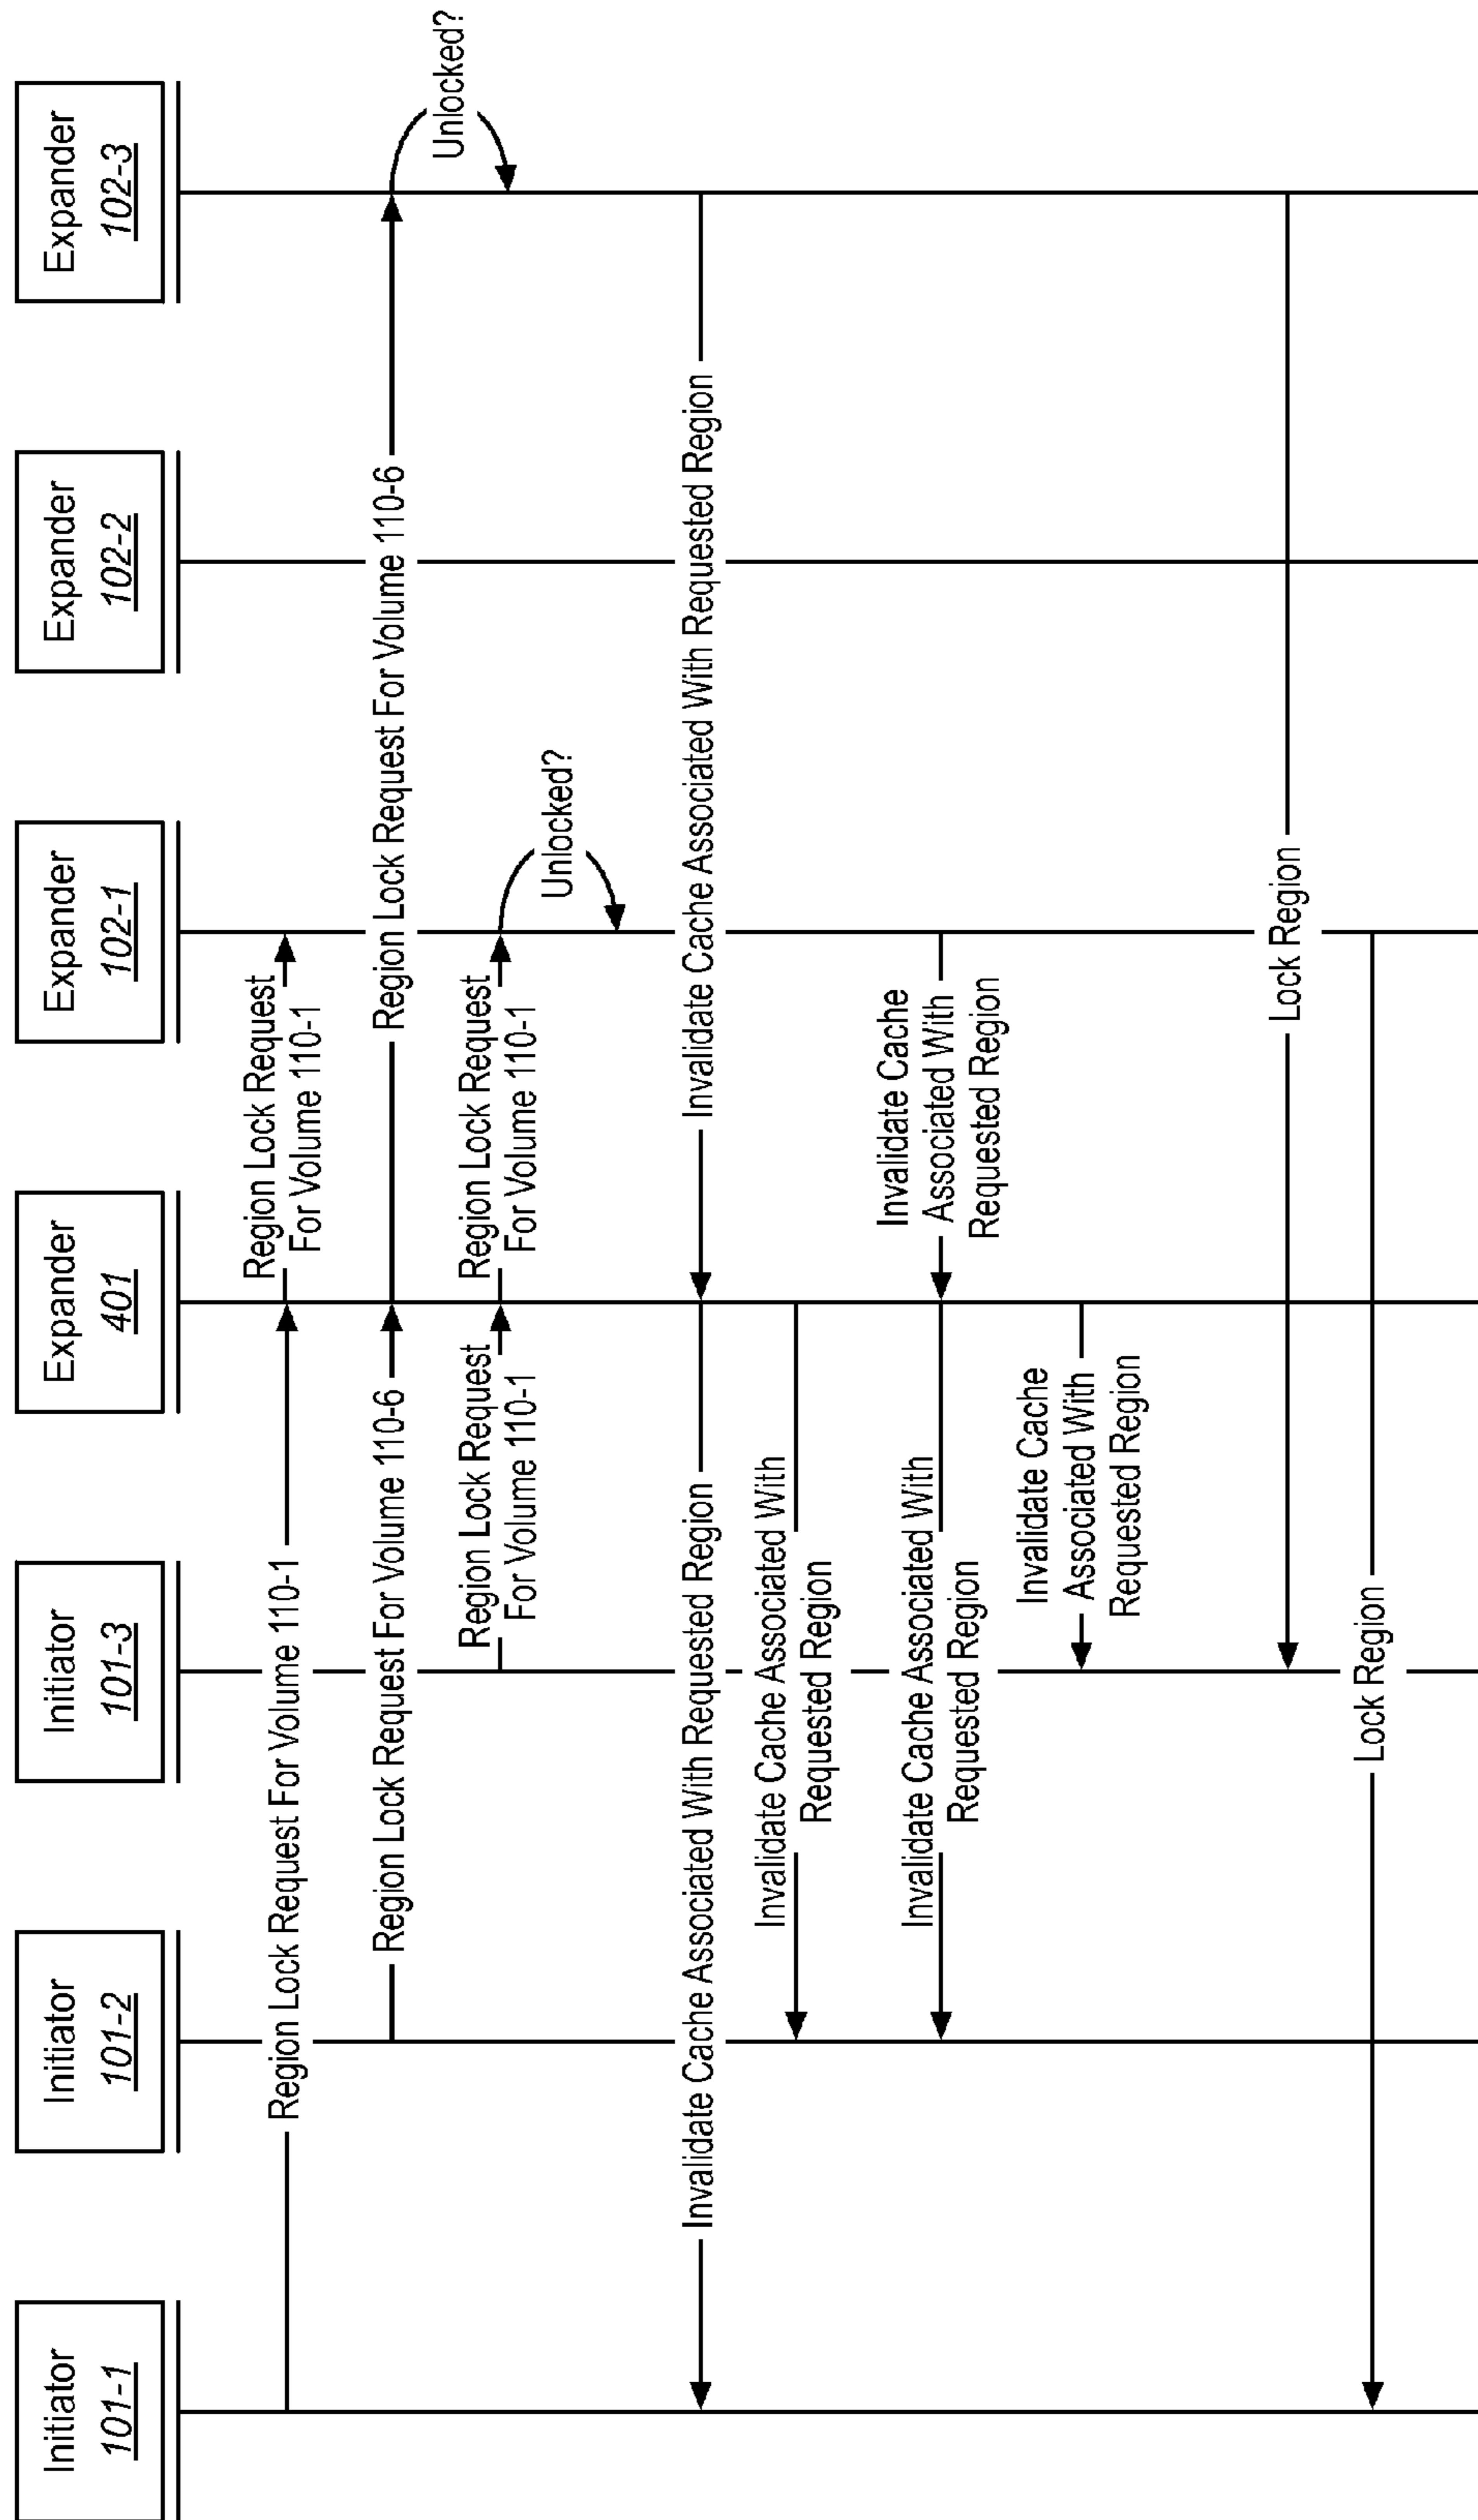 Initiator
101-1
Initiator
101-2
Initiator
101-3
Expander
401
Expander
102-1
Expander
102-2
Expander
102-3
Region Lock Request For Volume 110-1
Region Lock Request
For Volume 110-1
Region Lock Request For Volume 110-6
Region Lock Request For Volume 110-6
Unlocked?
Region Lock Request
For Volume 110-1
Region Lock Request
For Volume 110-1
Unlocked?
Invalidate Cache Associated With Requested Region
Invalidate Cache Associated With Requested Region
Invalidate Cache Associated With
Requested Region
Invalidate Cache Associated With
Requested Region
Invalidate Cache
Associated With
Requested Region
Invalidate Cache
Associated With
Requested Region
Lock Region
Lock Region